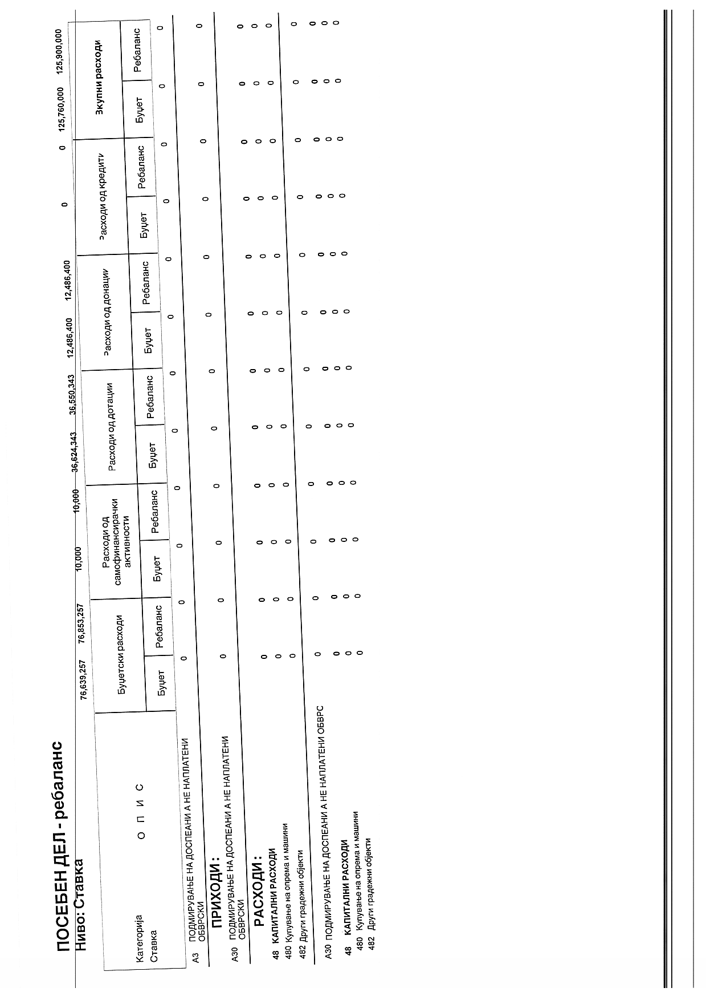 ПОСЕБЕН ДЕЛ - ребаланс
Ниво: Ставка
76,639,257 76,853,257 10,000 10,000 36,624,343 36,550,343 12,486,400 12,486,400 0 0 125,760,000 125,900,000
Категорија
Ставка
О П И С
Буџетски расходи
Расходи од
самофинансирачки
активности
Расходи од дотации
Расходи од донации
Расходи од кредити
Вкупни расходи
Буџет Ребаланс Буџет Ребаланс Буџет Ребаланс Буџет Ребаланс Буџет Ребаланс Буџет Ребаланс
0 0 0 0 0 0 0 0 0 0 0 0
А3 ПОДМИРУВАЊЕ НА ДОСПЕАНИ А НЕ НАПЛАТЕНИ
ОБВРСКИ
ПРИХОДИ :
0 0 0 0 0 0 0 0 0 0 0 0
А30 ПОДМИРУВАЊЕ НА ДОСПЕАНИ А НЕ НАПЛАТЕНИ
ОБВРСКИ
РАСХОДИ : 0 0 0 0 0 0 0 0 0 0 0 0
48 КАПИТАЛНИ РАСХОДИ 0 0 0 0 0 0 0 0 0 0 0 0
480 Купување на опрема и машини 0 0 0 0 0 0 0 0 0 0 0 0
482 Други градежни објекти 0 0 0 0 0 0 0 0 0 0 0 0
А30 ПОДМИРУВАЊЕ НА ДОСПЕАНИ А НЕ НАПЛАТЕНИ ОБВРС 0 0 0 0 0 0 0 0 0 0 0 0
48 КАПИТАЛНИ РАСХОДИ 0 0 0 0 0 0 0 0 0 0 0 0
480 Купување на опрема и машини 0 0 0 0 0 0 0 0 0 0 0 0
482 Други градежни објекти